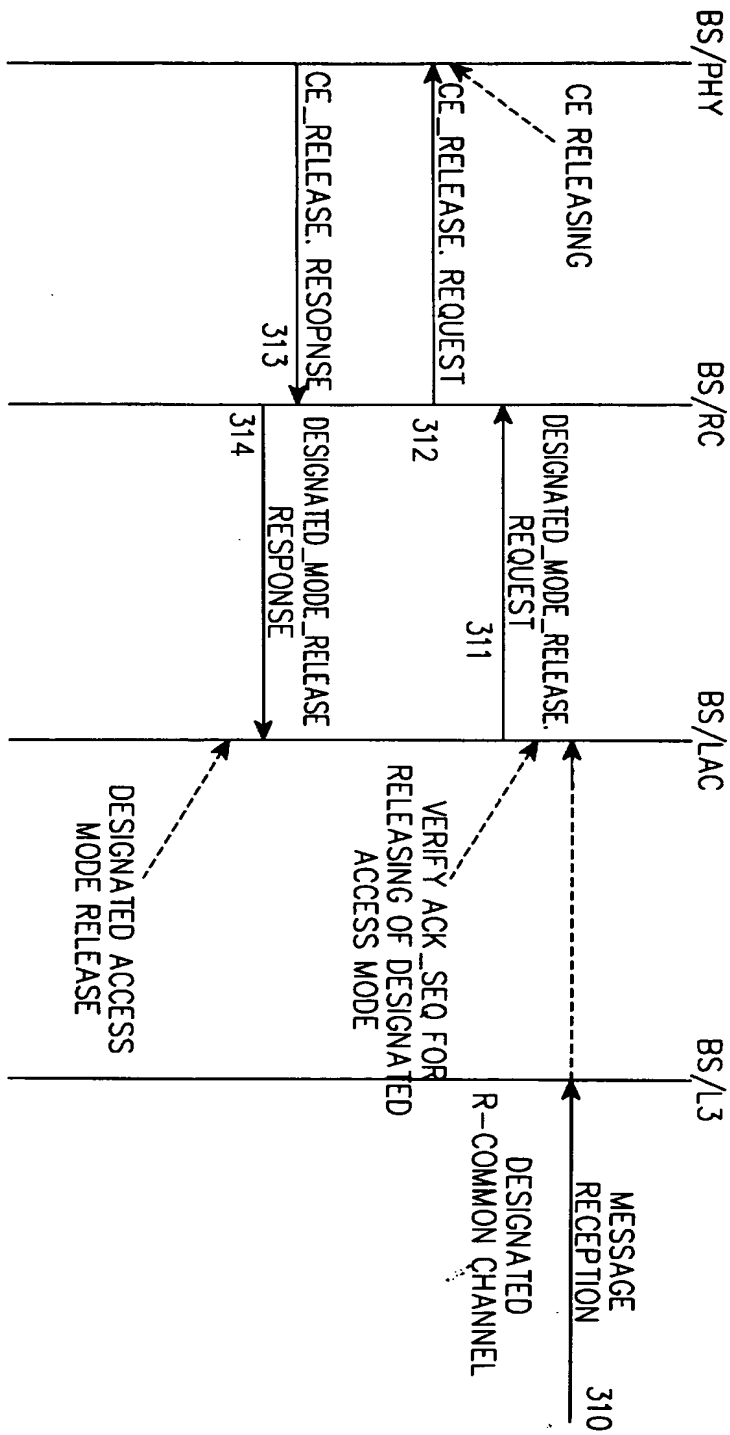 BS/PHY
BS/RC
BS/LAC
BS/L3
MESSAGE
RECEPTION
310
DESIGNATED
R-COMMON CHANNEL
VERIFY ACK_SEQ FOR
RELEASING OF DESIGNATED
ACCESS MODE
DESIGNATED_MODE_RELEASE.
REQUEST
311
CE RELEASING
CE_RELEASE. REQUEST
312
CE_RELEASE. RESOPNSE
313
DESIGNATED_MODE_RELEASE
RESPONSE
314
DESIGNATED ACCESS
MODE RELEASE